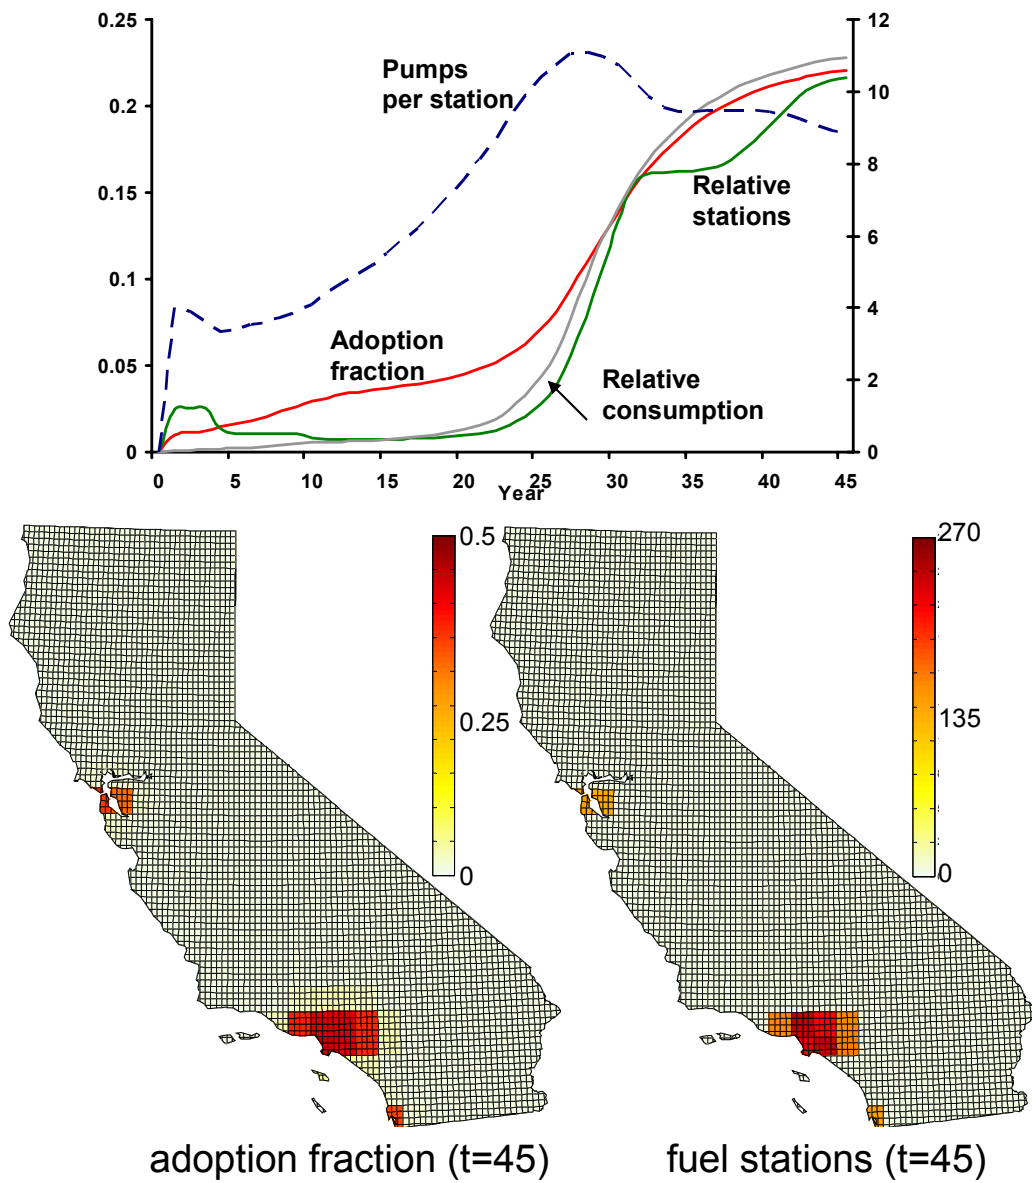 0.25
0.2
0.15
0.1
0.05
0
12
10
8
6
4
2
0
Pumps
per station
Relative
stations
Adoption
fraction
Relative
consumption
0 5 10 15 20 25 30 35 40 45
Year
0.5
0.25
0
270
135
0
adoption fraction (t=45)
fuel stations (t=45)